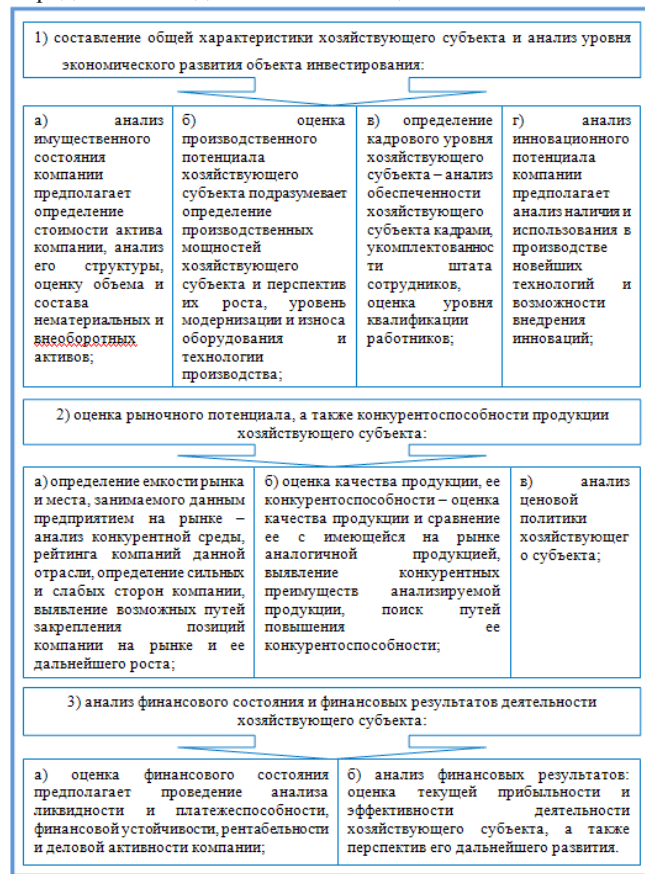 1) составление общей характеристики хозяйствующего субъекта и анализ уровня
экономического развития объекта инвестирования:
а) анализ
имущественного
состояния
компании
предполагает
определение
стоимости актива
компании, анализ
его структуры,
оценку объема и
состава
нематериальных и
внеоборотных
активов;
б) оценка
производственного
потенциала
хозяйствующего
субъекта подразумевает
определение
производственных
мощностей
хозяйствующего
субъекта и перспектив
их роста, уровень
модернизации и износа
оборудования и
технологии
производства;
в) определение
кадрового уровня
хозяйствующего
субъекта – анализ
обеспеченности
хозяйствующего
субъекта кадрами,
укомплектованнос
ти штата
сотрудников,
оценка уровня
квалификации
работников;
г) анализ
инновационного
потенциала
компании
предполагает
анализ наличия и
использования в
производстве
новейших
технологий и
возможности
внедрения
инноваций;
2) оценка рыночного потенциала, а также конкурентоспособности продукции
хозяйствующего субъекта:
а) определение емкости рынка
и места, занимаемого данным
предприятием на рынке –
анализ конкурентной среды,
рейтинга компаний данной
отрасли, определение сильных
и слабых сторон компании,
выявление возможных путей
закрепления позиций
компании на рынке и ее
дальнейшего роста;
б) оценка качества продукции, ее
конкурентоспособности – оценка
качества продукции и сравнение
ее с имеющейся на рынке
аналогичной продукцией,
выявление конкурентных
преимуществ анализируемой
продукции, поиск путей
повышения ее
конкурентоспособности;
в) анализ
ценовой
политики
хозяйствующег
о субъекта;
3) анализ финансового состояния и финансовых результатов деятельности
хозяйствующего субъекта:
а) оценка финансового состояния
предполагает проведение анализа
ликвидности и платежеспособности,
финансовой устойчивости, рентабельности
и деловой активности компании;
б) анализ финансовых результатов:
оценка текущей прибыльности и
эффективности деятельности
хозяйствующего субъекта, а также
перспектив его дальнейшего развития.